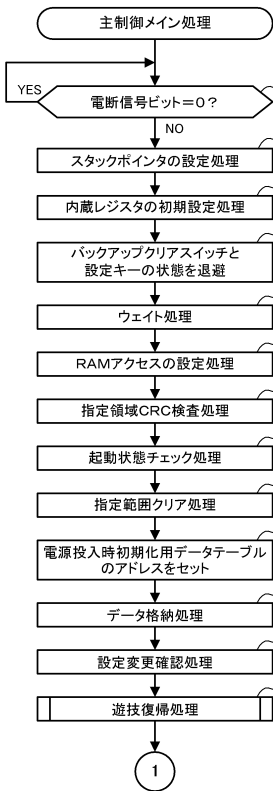 主制御メイン処理
YES
電断信号ビット＝０？
NO
スタックポインタの設定処理
内蔵レジスタの初期設定処理
バックアップクリアスイッチと
設定キーの状態を退避
ウェイト処理
ＲＡＭアクセスの設定処理
指定領域ＣＲＣ検査処理
起動状態チェック処理
指定範囲クリア処理
電源投入時初期化用データテーブル
のアドレスをセット
データ格納処理
設定変更確認処理
遊技復帰処理
1